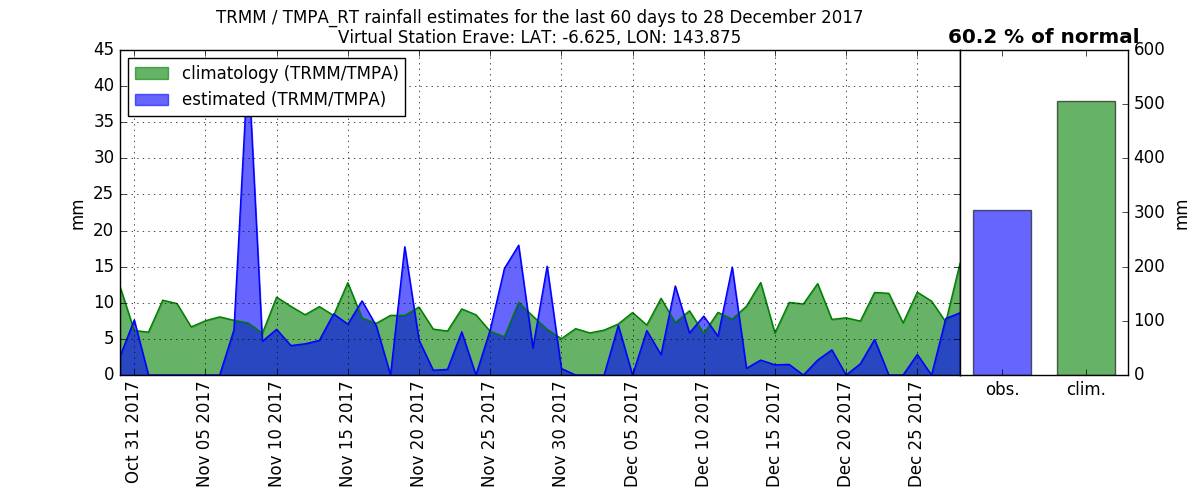 TRMM / TMPA_RT rainfall estimates for the last 60 days to 28 December 2017
Virtual Station Erave: LAT: -6.625, LON: 143.875
60.2 % of normal
climatology (TRMM/TMPA)
estimated (TRMM/TMPA)
45
40
35
30
25
20
15
10
5
0
mm
Oct 31 2017
Nov 05 2017
Nov 10 2017
Nov 15 2017
Nov 20 2017
Nov 25 2017
Nov 30 2017
Dec 05 2017
Dec 10 2017
Dec 15 2017
Dec 20 2017
Dec 25 2017
obs.
clim.
600
500
400
300
200
100
0
mm